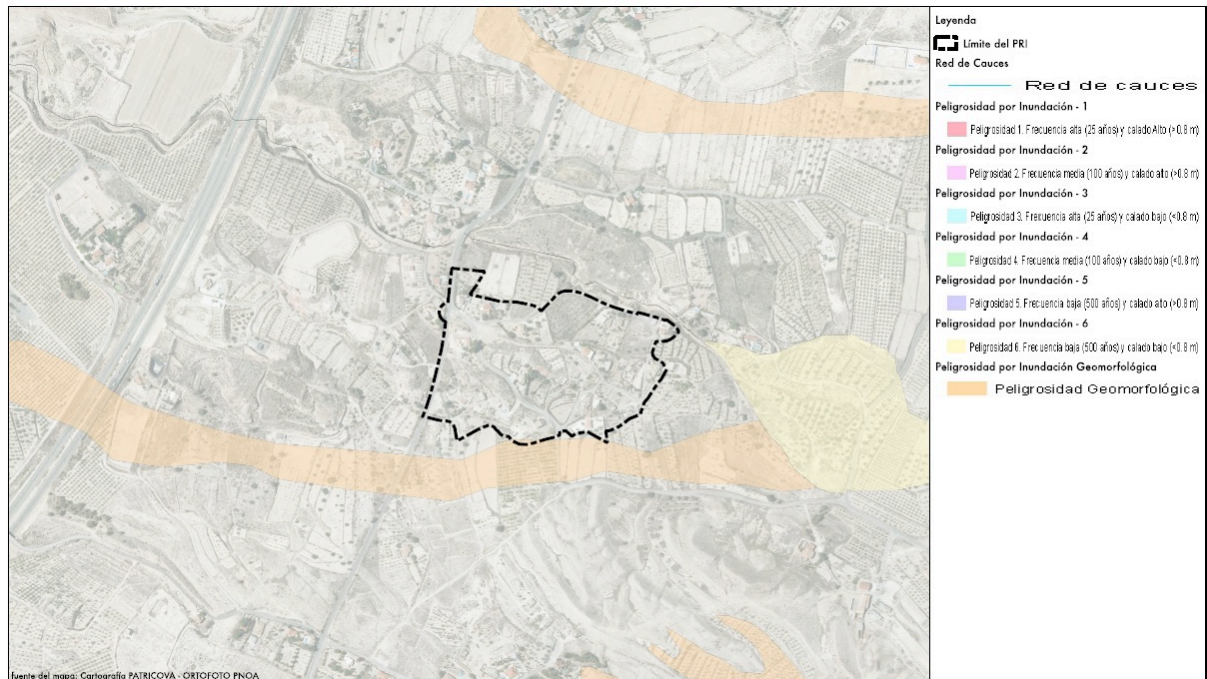 Leyenda
Límite del PRI
Red de Cauces
Red de cauces
Peligrosidad por Inundación - 1
Peligrosidad 1. Frecuencia alta (25 años) y calado Alto (>0.8 m)
Peligrosidad por Inundación - 2
Peligrosidad 2. Frecuencia media (100 años) y calado alto (>0.8 m)
Peligrosidad por Inundación - 3
Peligrosidad 3. Frecuencia alta (25 años) y calado bajo (<0.8 m)
Peligrosidad por Inundación - 4
Peligrosidad 4. Frecuencia media (100 años) y calado bajo (<0.8 m)
Peligrosidad por Inundación - 5
Peligrosidad 5. Frecuencia baja (500 años) y calado alto (>0.8 m)
Peligrosidad por Inundación - 6
Peligrosidad 6. Frecuencia baja (500 años) y calado bajo (<0.8 m)
Peligrosidad por Inundación Geomorfológica
Peligrosidad Geomorfológica
fuente del mapa: Cartografía PATRICOVA - ORTOFOTO PNOA